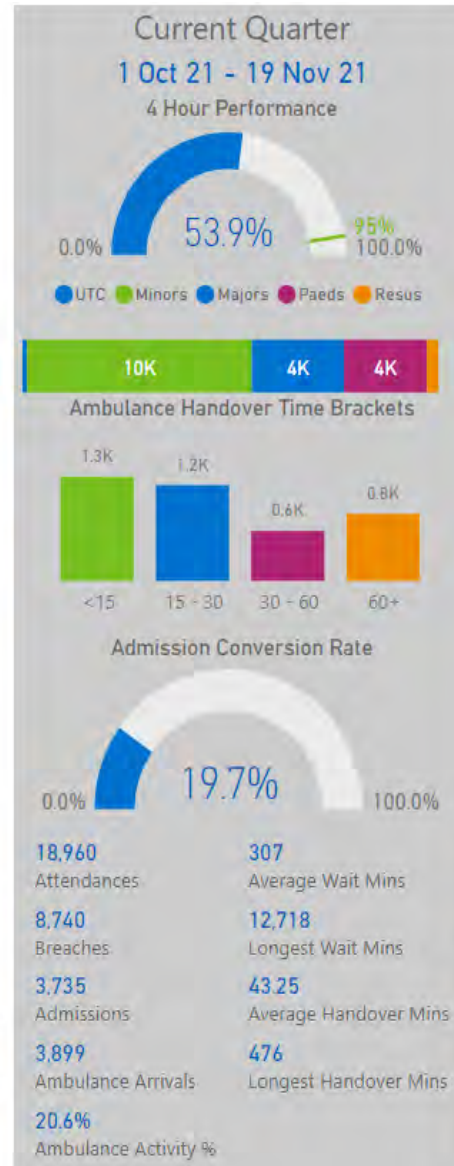 Current Quarter
1 Oct 21 - 19 Nov 21
4 Hour Performance
53.9%
95%
0.0%
100.0%
UTC Minors Majors Paeds Resus
10K 4K 4K
Ambulance Handover Time Brackets
1.3K 1.2K 0.6K 0.8K
<15 15 - 30 30 - 60 60+
Admission Conversion Rate
19.7%
0.0% 100.0%
18,960 307
Attendances Average Wait Mins
8,740 12,718
Breaches Longest Wait Mins
3,735 43.25
Admissions Average Handover Mins
3,899 476
Ambulance Arrivals Longest Handover Mins
20.6%
Ambulance Activity %